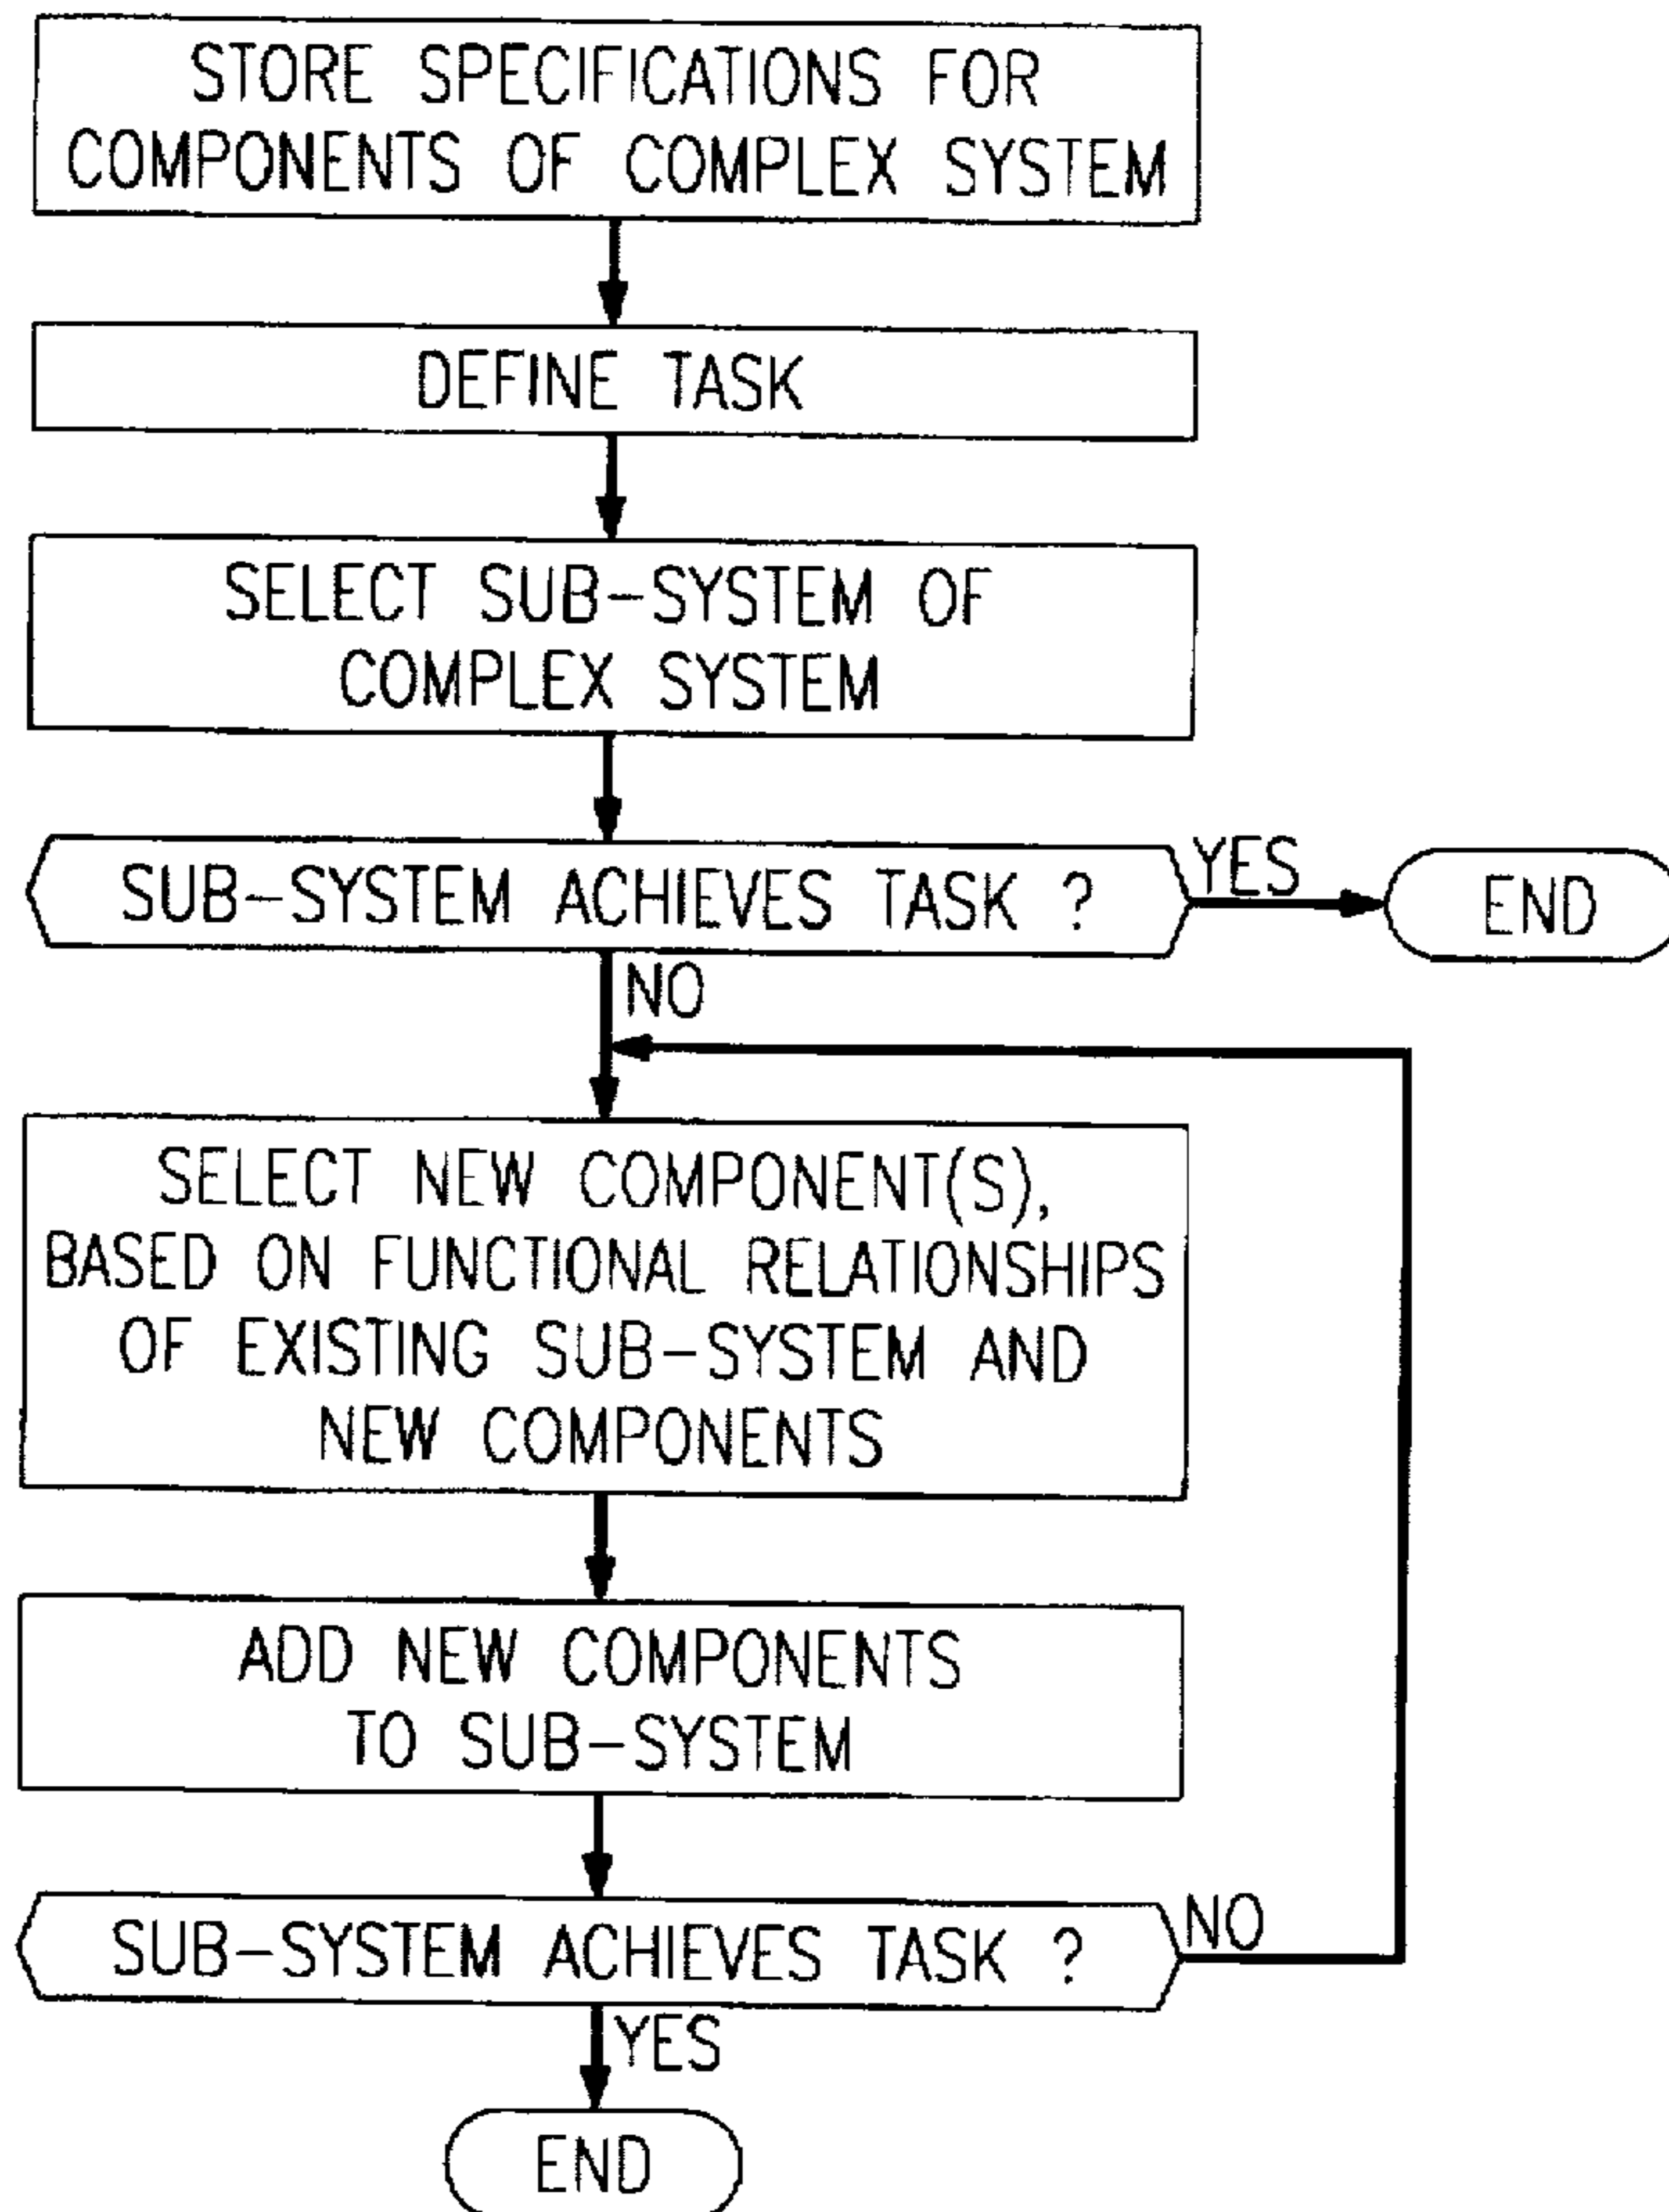 STORE SPECIFICATIONS FOR
COMPONENTS OF COMPLEX SYSTEM
DEFINE TASK
SELECT SUB-SYSTEM OF
COMPLEX SYSTEM
SUB-SYSTEM ACHIEVES TASK ?
YES
END
NO
SELECT NEW COMPONENT(S),
BASED ON FUNCTIONAL RELATIONSHIPS
OF EXISTING SUB-SYSTEM AND
NEW COMPONENTS
ADD NEW COMPONENTS
TO SUB-SYSTEM
SUB-SYSTEM ACHIEVES TASK ?
NO
YES
END